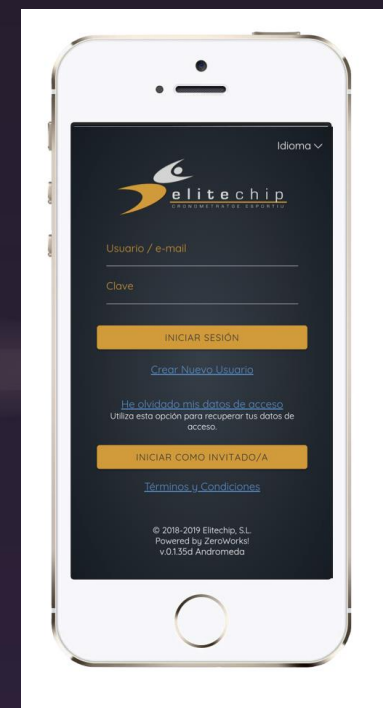 Idioma
elitechip
CRONOMETRATGE ESPORTIU
Usuario / e-mail
Clave
INICIAR SESIÓN
Crear Nuevo Usuario
He olvidado mis datos de acceso
Utiliza esta opción para recuperar tus datos de
acceso.
INICIAR COMO INVITADO/A
Términos y Condiciones
© 2018-2019 Elitechip, S.L.
Powered by ZeroWorks!
v.0.1.35d Andromeda